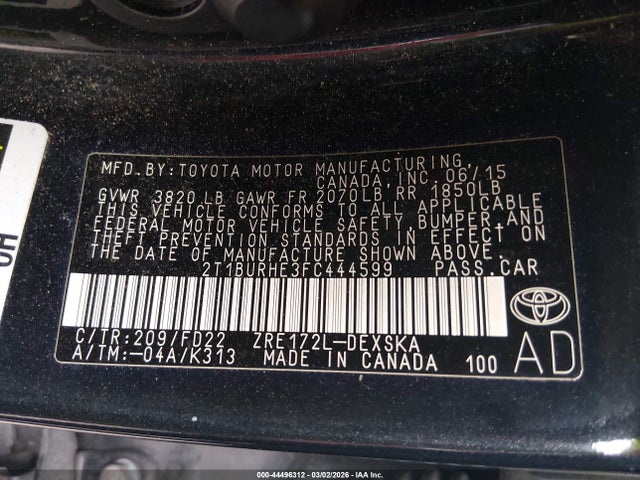 MFD.BY:TOYOTA MOTOR MANUFACTURING,
CANADA,INC.06/15
GVWR 3820 LB GAWR FR 2070LB RR 1850LB
THIS VEHICLE CONFORMS TO ALL APPLICABLE
FEDERAL MOTOR VEHICLE SAFETY,BUMPER,AND
THEFT PREVENTION STANDARDS IN EFFECT ON
THE DATE OF MANUFACTURE SHOWN ABOVE.
2T1BURHE3FC444599 PASS.CAR
C/TR:209/FD22 ZRE172L-DEXSKA
A/TM:-04A/K313 MADE IN CANADA 100 AD
000-44496312 - 03/02/2026 - IAA Corp.